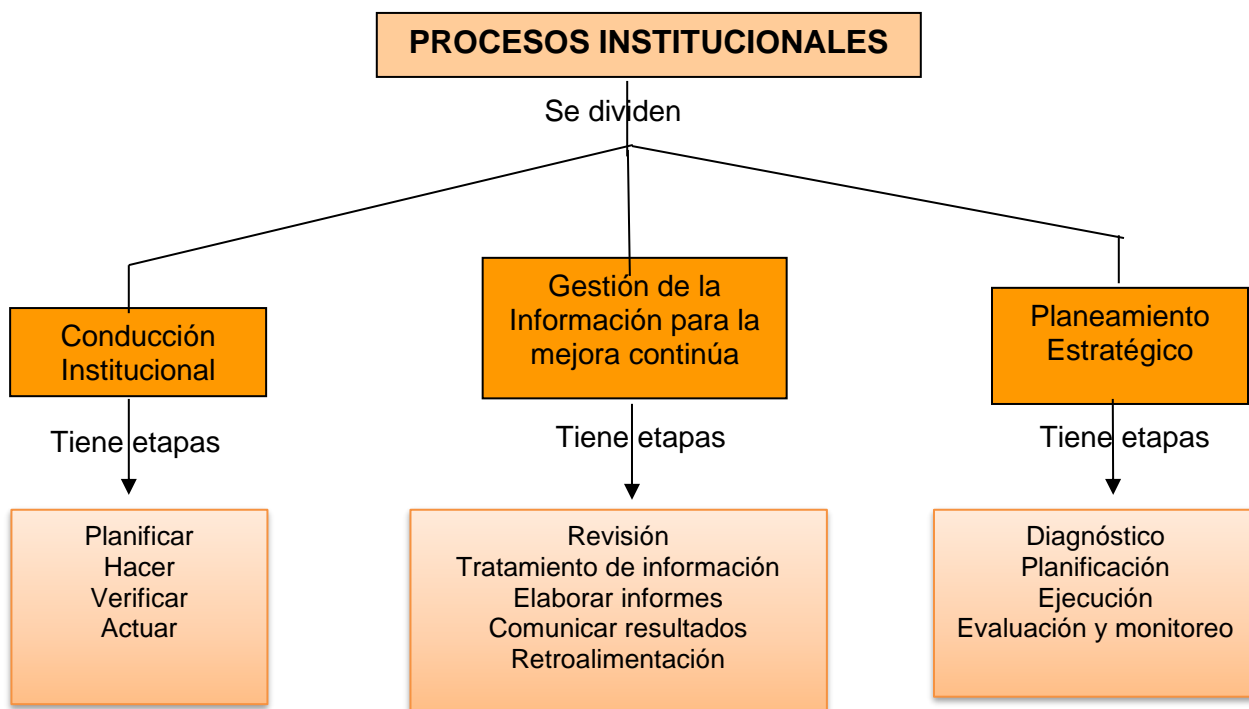 PROCESOS INSTITUCIONALES
Se dividen
Conducción
Institucional
Gestión de la
Información para la
mejora continúa
Planeamiento
Estratégico
Tiene etapas
Tiene etapas
Tiene etapas
Planificar
Hacer
Verificar
Actuar
Revisión
Tratamiento de información
Elaborar informes
Comunicar resultados
Retroalimentación
Diagnóstico
Planificación
Ejecución
Evaluación y monitoreo